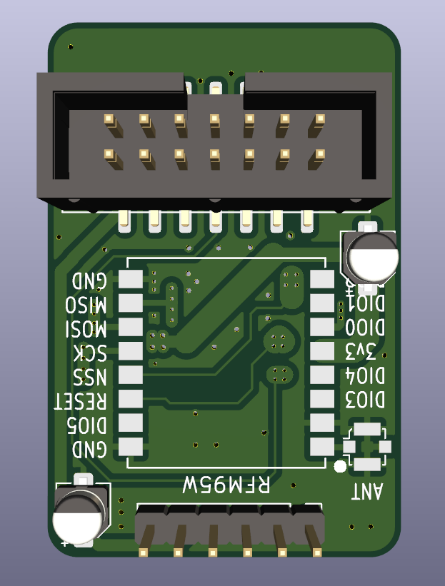 GND
MISO
MOSI
SCK
NSS
RESET
DIO5
GND
DIO1
DIO0
3v3
DIO4
DIO3
ANT
RFM95W
+